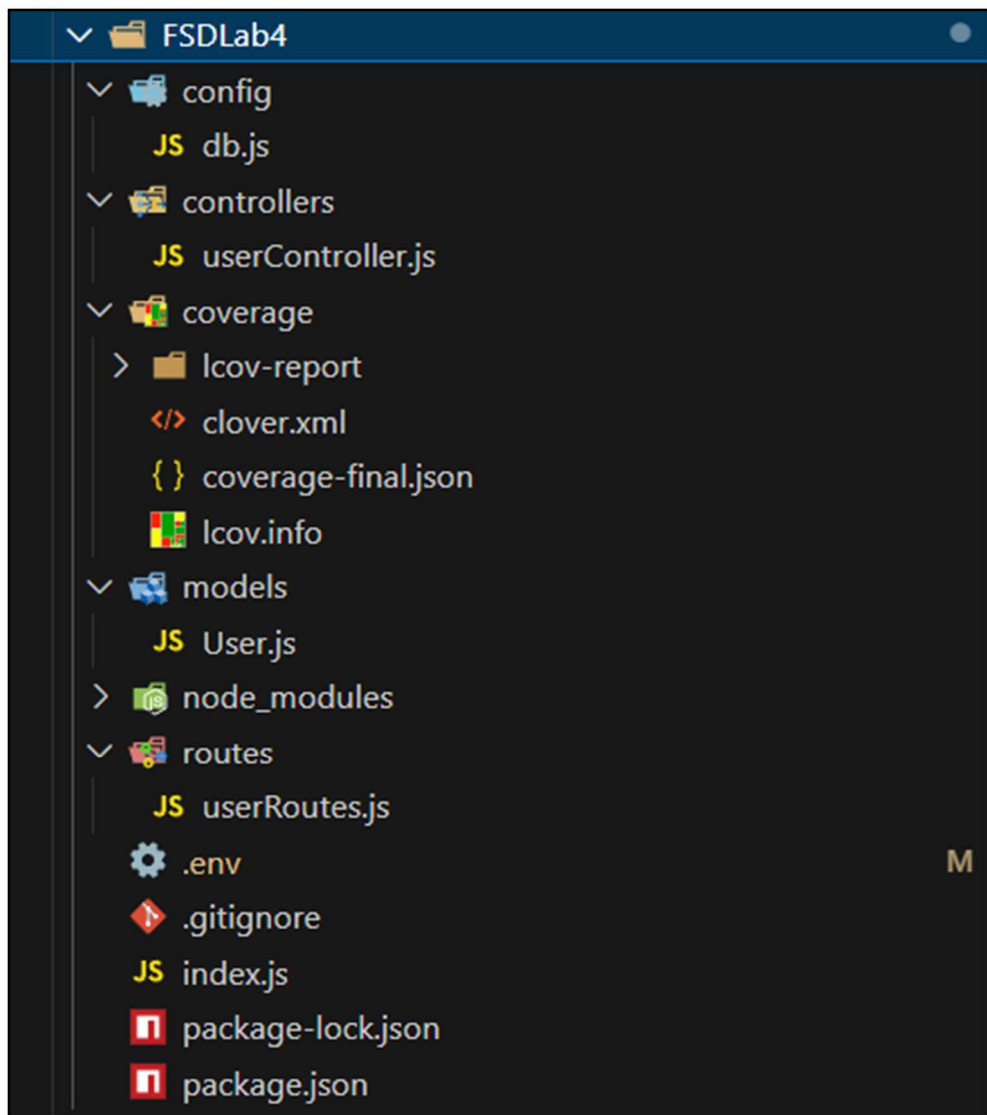 FSDLab4
config
JS db.js
controllers
JS userController.js
coverage
lcov-report
</> clover.xml
{ } coverage-final.json
lcov.info
models
JS User.js
node_modules
routes
JS userRoutes.js
.env M
.gitignore
JS index.js
package-lock.json
package.json